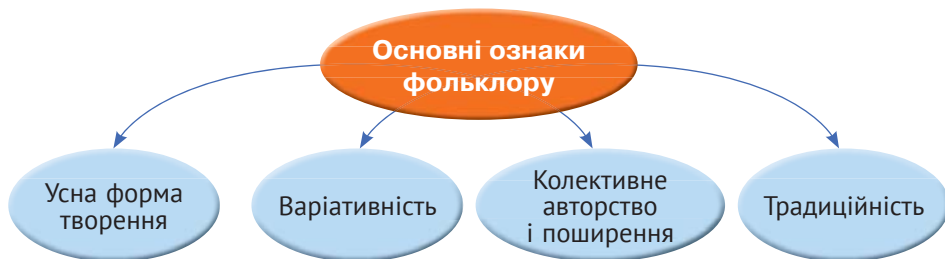 Основні ознаки
фольклору
Усна форма
творення
Варіативність
Колективне
авторство
і поширення
Традиційність